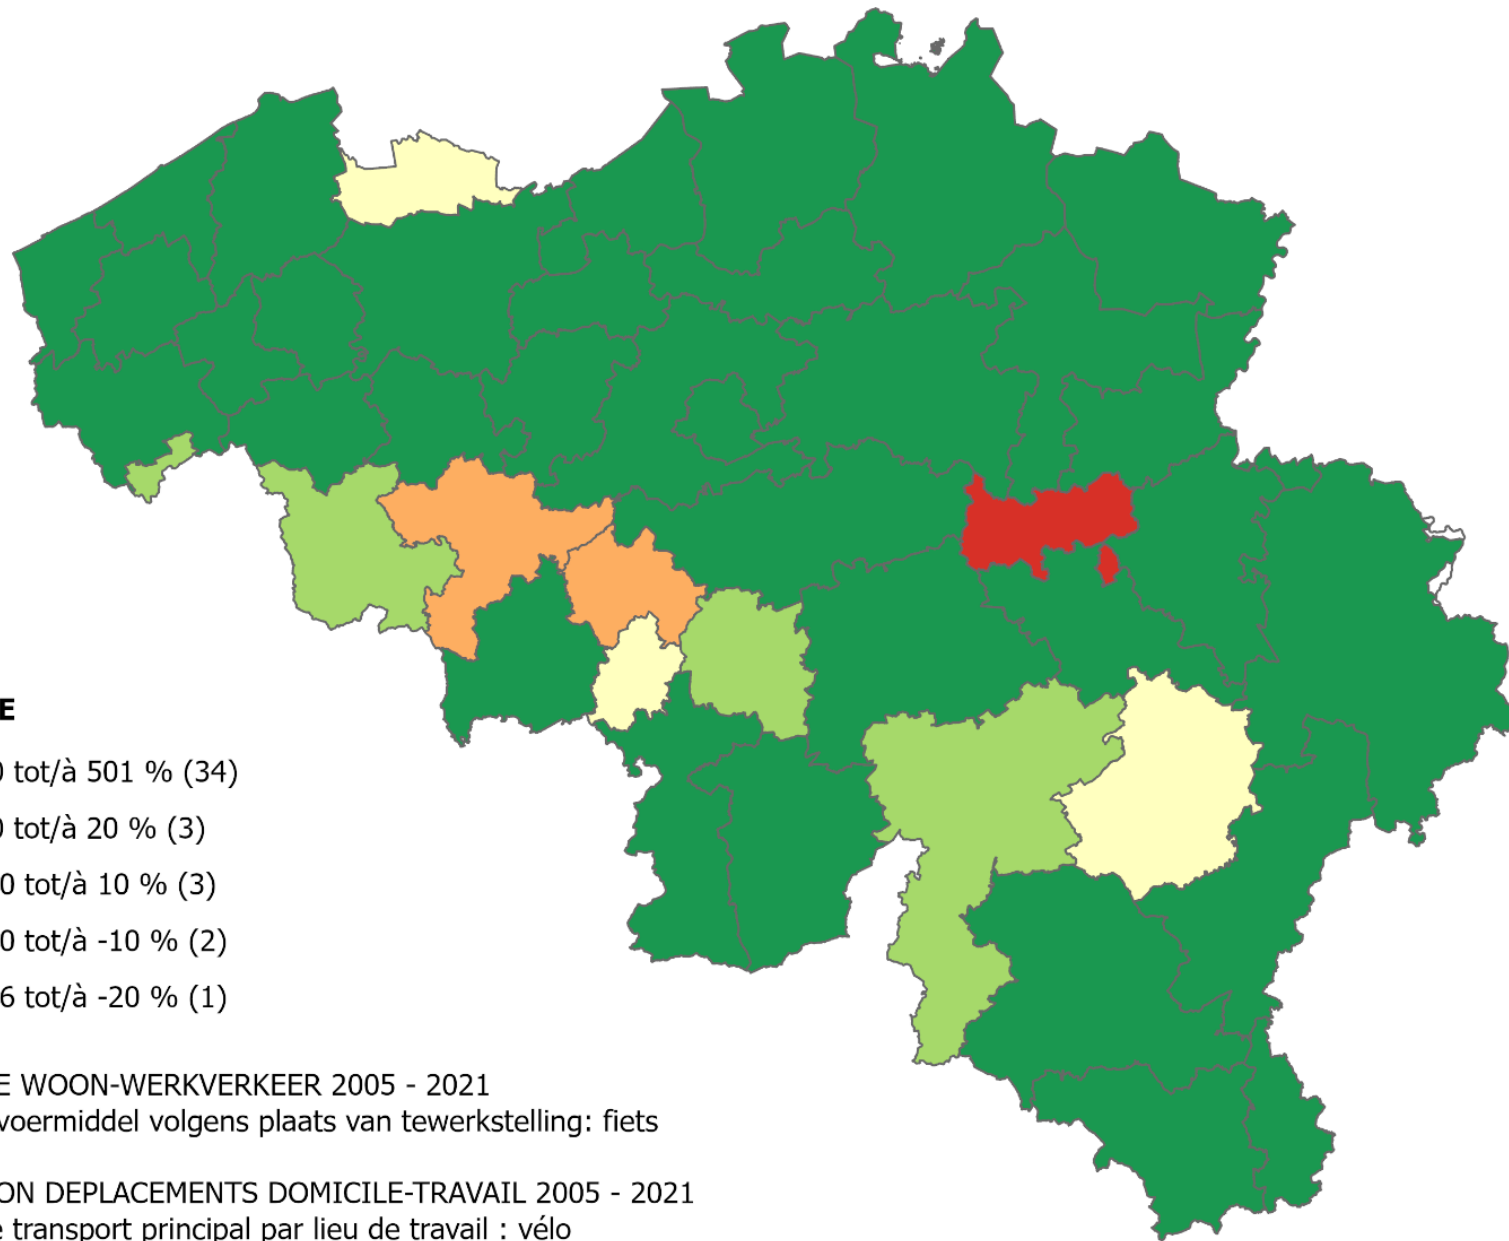 E
0 tot/à 501 % (34)
0 tot/à 20 % (3)
0 tot/à 10 % (3)
0 tot/à -10 % (2)
6 tot/à -20 % (1)
E WOON-WERKVERKEER 2005 - 2021
voermiddel volgens plaats van tewerkstelling: fiets
ON DEPLACEMENTS DOMICILE-TRAVAIL 2005 - 2021
e transport principal par lieu de travail : vélo